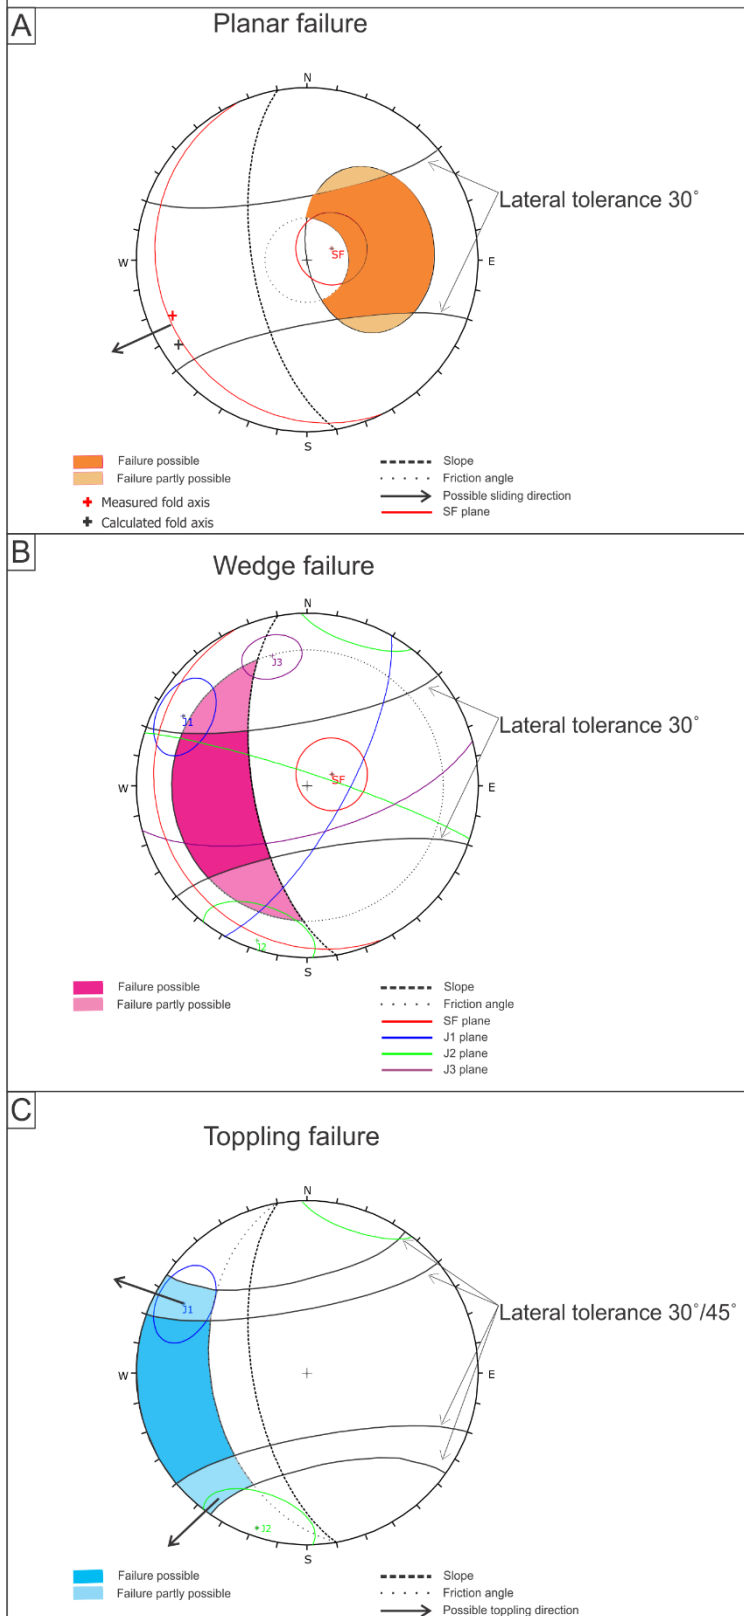 A
Planar failure
N
Lateral tolerance 30°
SF
W
E
S
Failure possible
Failure partly possible
Measured fold axis
Calculated fold axis
Slope
Friction angle
Possible sliding direction
SF plane
B
Wedge failure
N
J3
J1
Lateral tolerance 30°
SF
W
E
J2
S
Failure possible
Failure partly possible
Slope
Friction angle
SF plane
J1 plane
J2 plane
J3 plane
C
Toppling failure
N
J1
Lateral tolerance 30°/45°
W
E
J2
S
Failure possible
Failure partly possible
Slope
Friction angle
Possible toppling direction